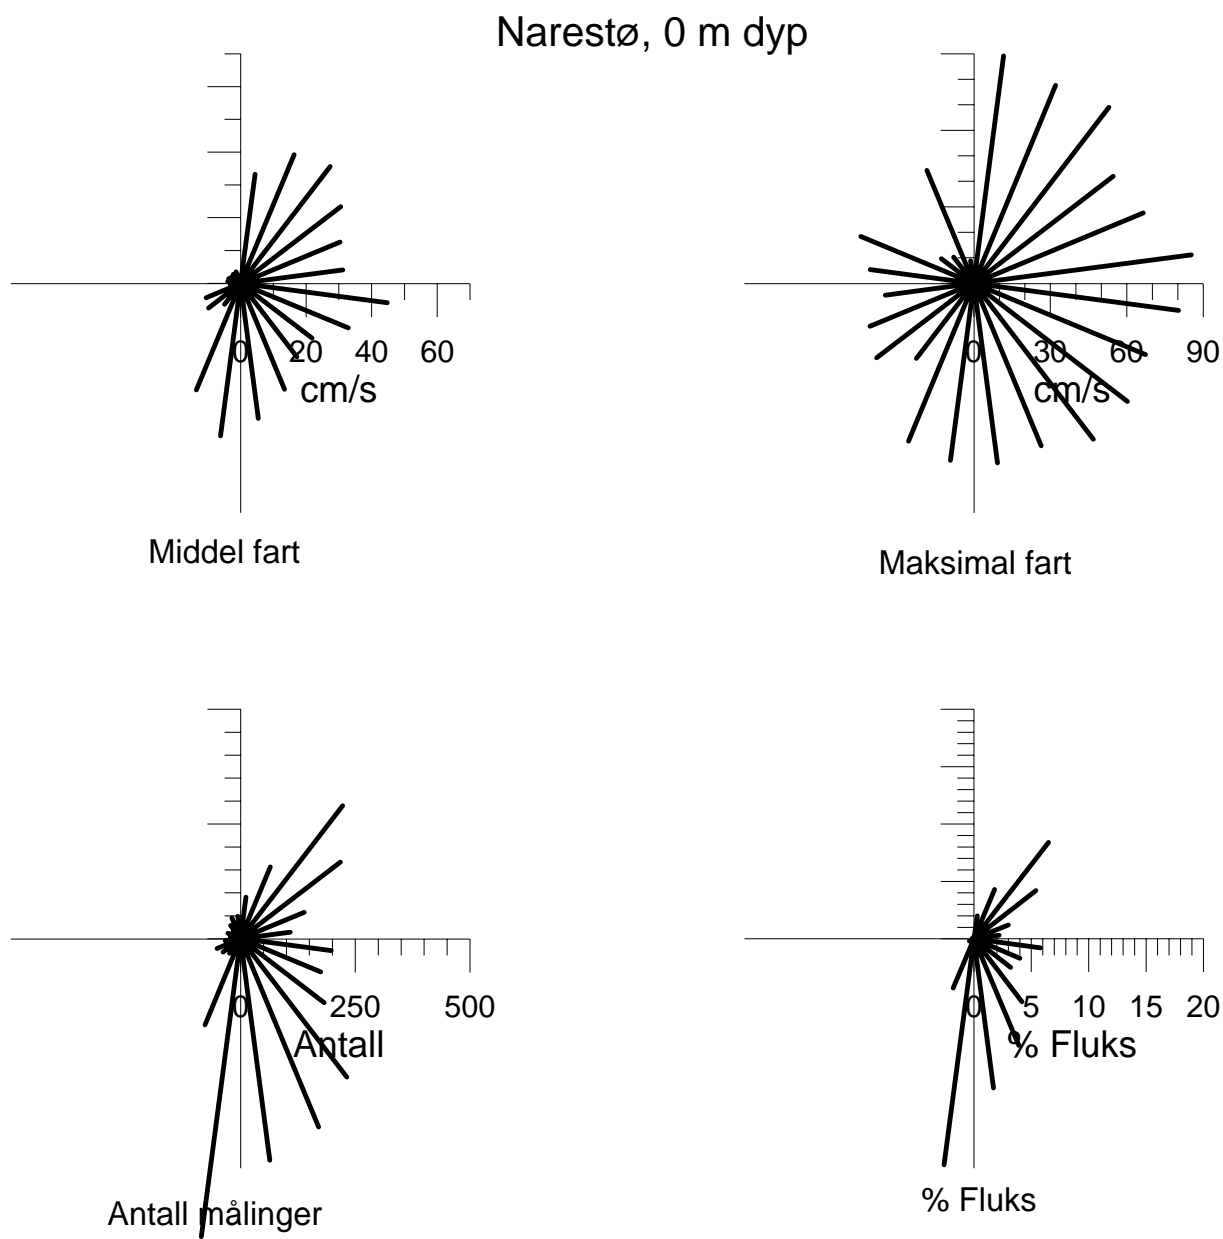 Narestø, 0 m dyp
0 20 40 60
cm/s
Middel fart
0 30 60 90
cm/s
Maksimal fart
0 250 500
Antall
Antall målinger
0 5 10 15 20
% Fluks
% Fluks